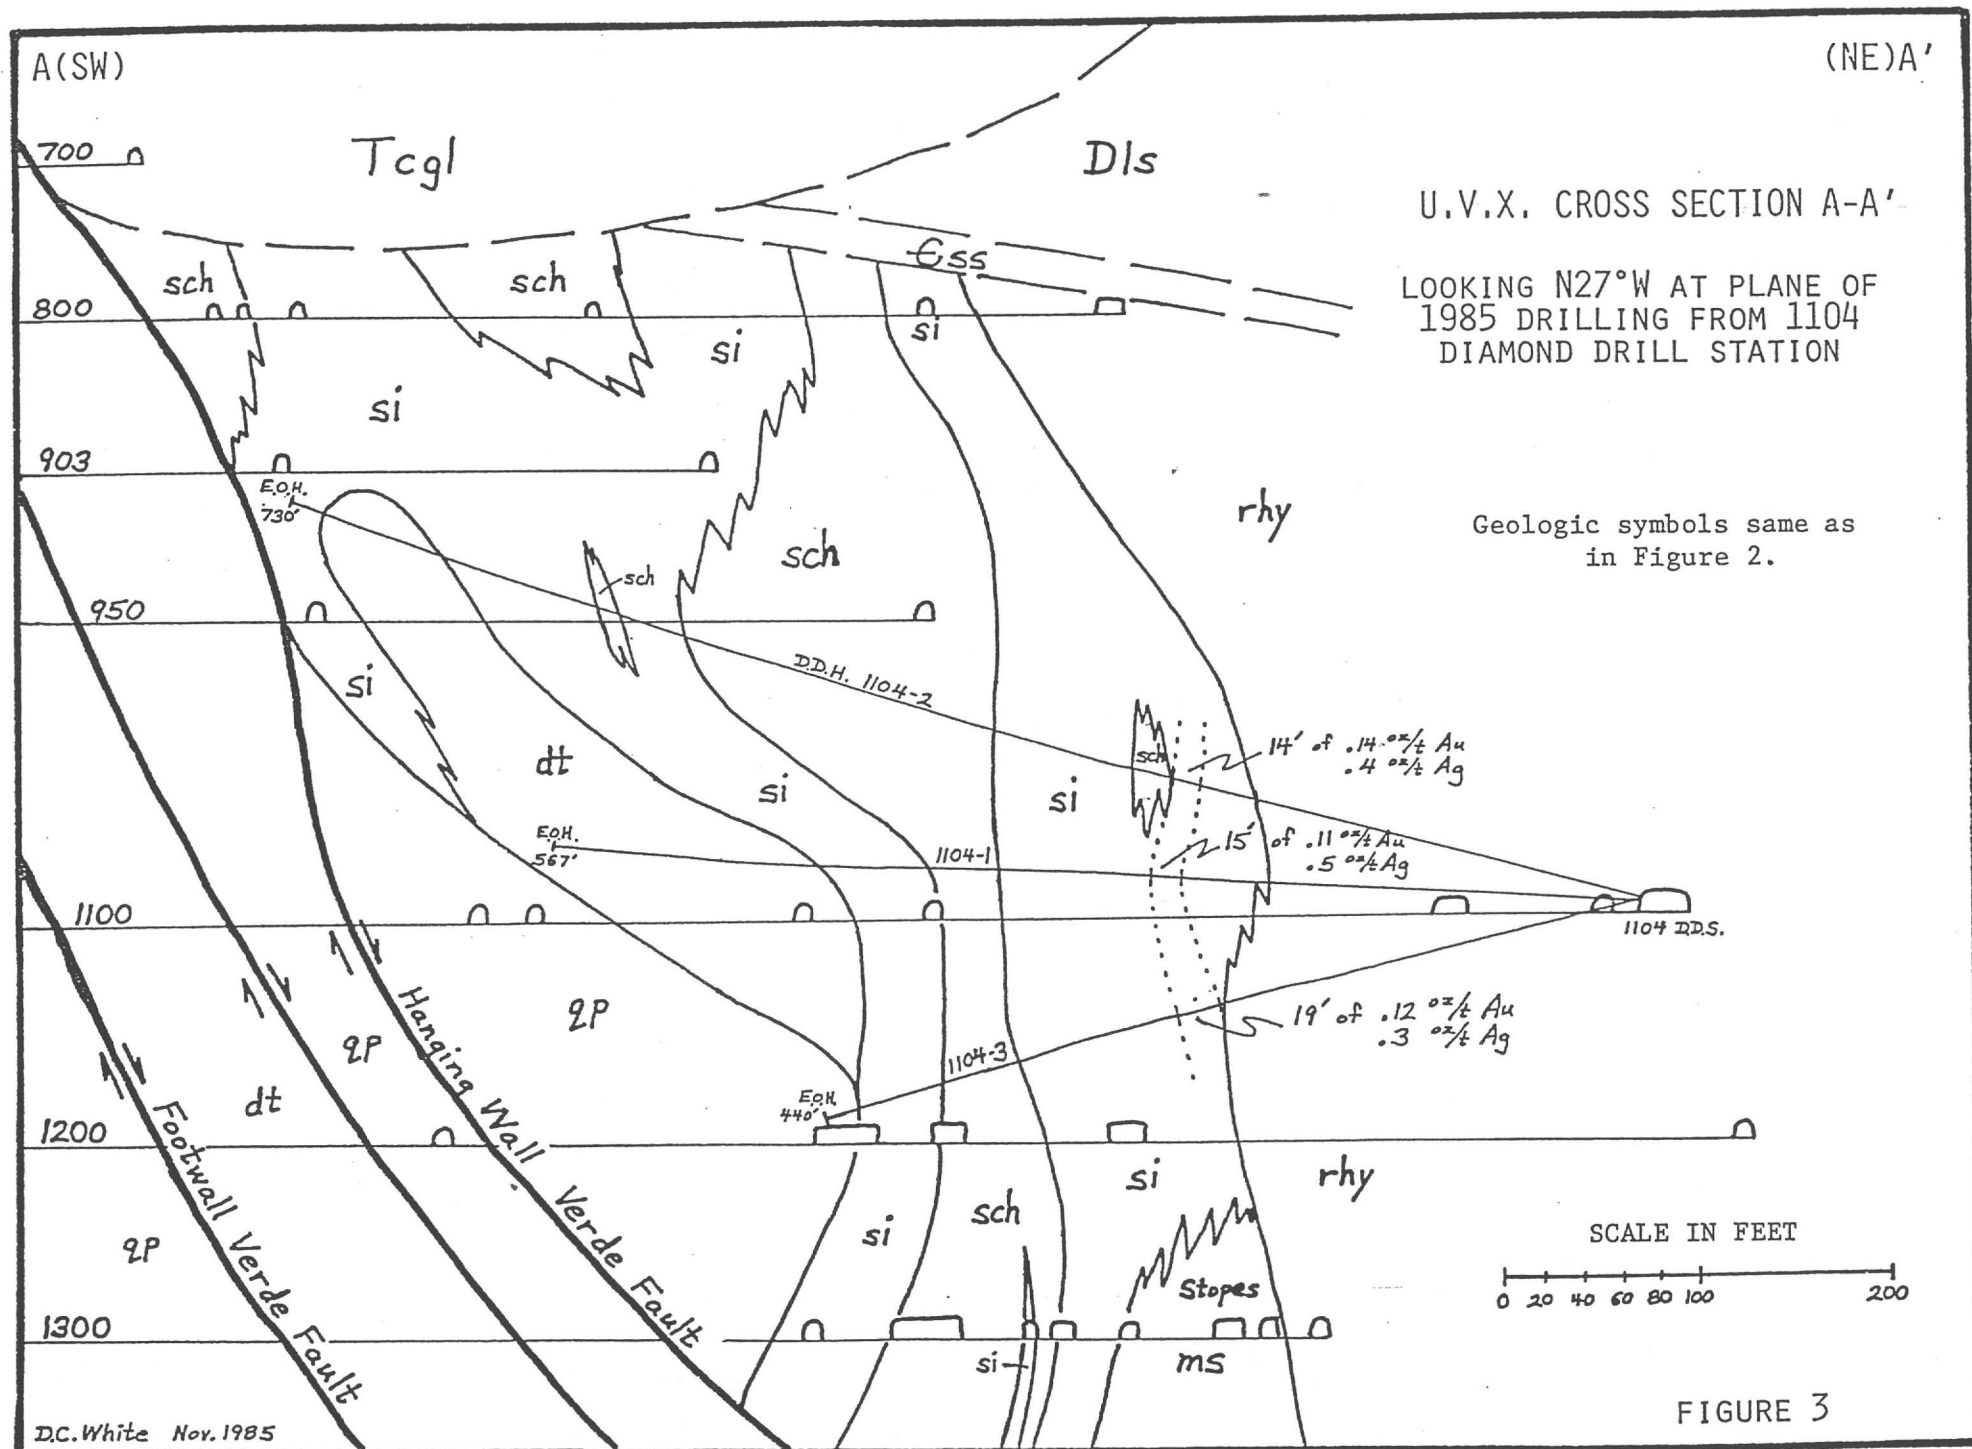 A(SW)
(NE)A'
700
Tcgl
Dls
U.V.X. CROSS SECTION A-A'
Єss
sch
sch
LOOKING N27°W AT PLANE OF
1985 DRILLING FROM 1104
DIAMOND DRILL STATION
800
si
si
si
903
E.O.H.
730'
rhy
Geologic symbols same as
in Figure 2.
sch
sch
950
D.D.H. 1104-2
si
dt
si
si
sch
14' of .14 oz/t Au
.4 oz/t Ag
E.O.H.
567'
1104-1
15' of .11 oz/t Au
.5 oz/t Ag
1100
1104 D.D.S.
qp
qp
Hanging Wall Verde Fault
19' of .12 oz/t Au
.3 oz/t Ag
1104-3
dt
E.O.H.
440'
1200
Footwall Verde Fault
si
rhy
sch
si
qp
Stopes
SCALE IN FEET
0 20 40 60 80 100 200
1300
si
ms
FIGURE 3
D.C. White Nov. 1985